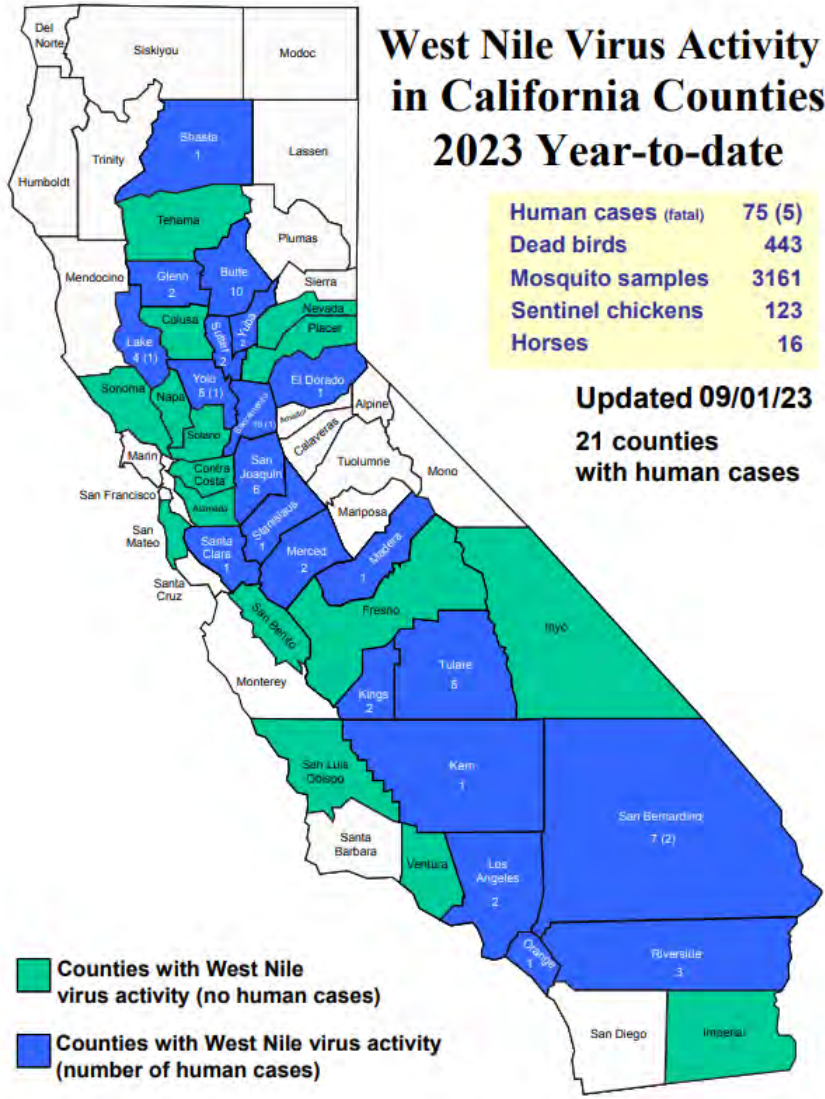 West Nile Virus Activity
in California Counties
2023 Year-to-date
Human cases (fatal) 75 (5)
Dead birds 443
Mosquito samples 3161
Sentinel chickens 123
Horses 16
Updated 09/01/23
21 counties
with human cases
Del
Norte
Siskiyou
Modoc
Shasta
1
Trinity
Lassen
Humboldt
Tehama
Plumas
Mendocino
Glenn
2
Butte
10
Sierra
Colusa
Sutter
2
Yuba
2
Nevada
Placer
Lake
4 (1)
Yolo
5 (1)
El Dorado
1
Sonoma
Napa
Sacramento
Amador
Alpine
Solano
Calaveras
Marin
Contra
Costa
San
Joaquin
6
Tuolumne
Mono
San Francisco
Alameda
Stanislaus
1
Mariposa
San
Mateo
Santa
Clara
1
Merced
2
Madera
1
Santa
Cruz
San Benito
Fresno
Inyo
Monterey
Kings
2
Tulare
San Luis
Obispo
Kern
1
San Bernardino
7 (2)
Santa
Barbara
Ventura
Los
Angeles
2
Orange
1
Riverside
3
San Diego
Imperial
Counties with West Nile
virus activity (no human cases)
Counties with West Nile virus activity
(number of human cases)